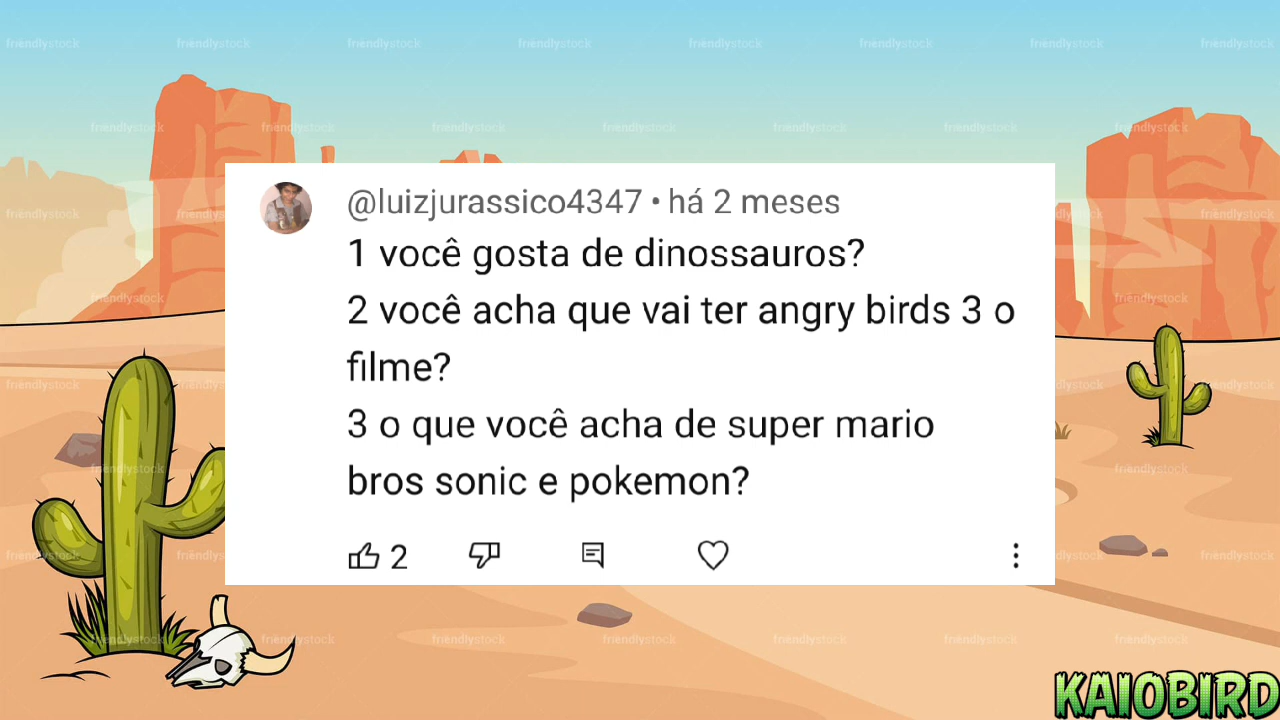 @luizjurassico4347 • há 2 meses
1 você gosta de dinossauros?
2 você acha que vai ter angry birds 3 o
filme?
3 o que você acha de super mario
bros sonic e pokemon?
2
KAIOBIRD
friendlystock